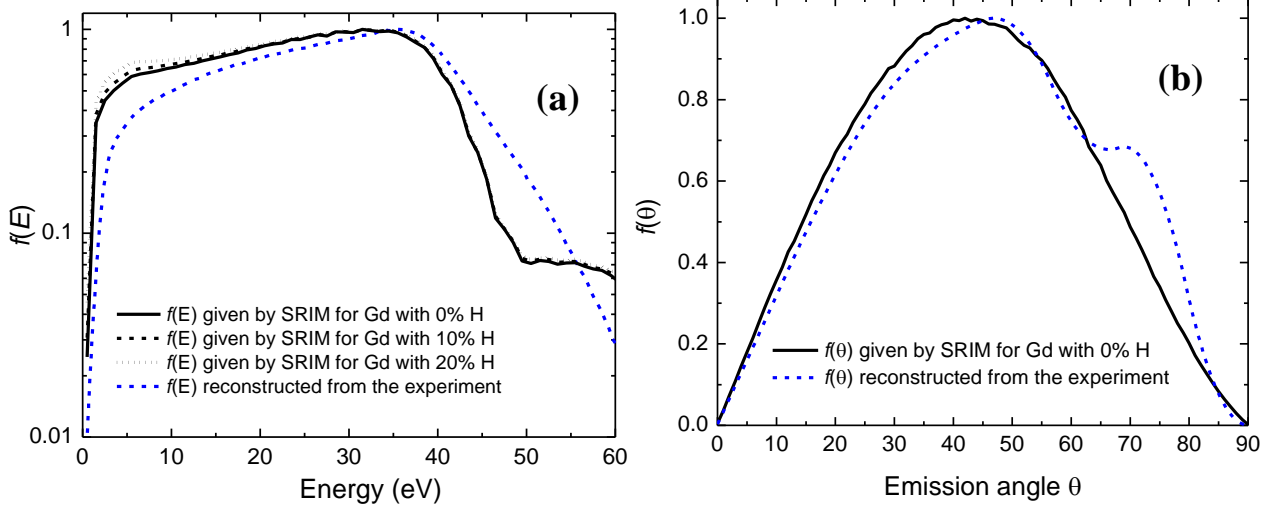 1
0.1
0.01
f(E)
(a)
f(E) given by SRIM for Gd with 0% H
f(E) given by SRIM for Gd with 10% H
f(E) given by SRIM for Gd with 20% H
f(E) reconstructed from the experiment
0 10 20 30 40 50 60
Energy (eV)
1.0
0.8
0.6
0.4
0.2
0.0
f(θ)
(b)
f(θ) given by SRIM for Gd with 0% H
f(θ) reconstructed from the experiment
0 10 20 30 40 50 60 70 80 90
Emission angle θ